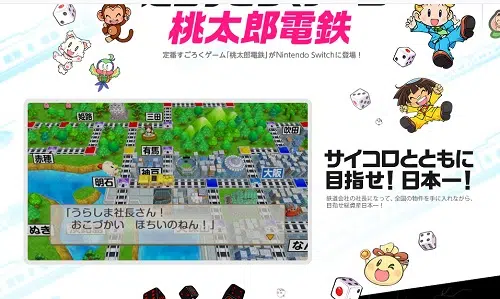 桃太郎電鉄
定番すごろくゲーム「桃太郎電鉄」がNintendo Switchに登場！
姫路
三田
吹田
赤穂
有馬
大阪
明石
「うらしま社長さん！
おこづかい ほちいのねん！」
ぬき
なん
サイコロとともに
目指せ！日本一！
鉄道会社の社長になって、全国の物件を手に入れながら、
目指せ総資産日本一！